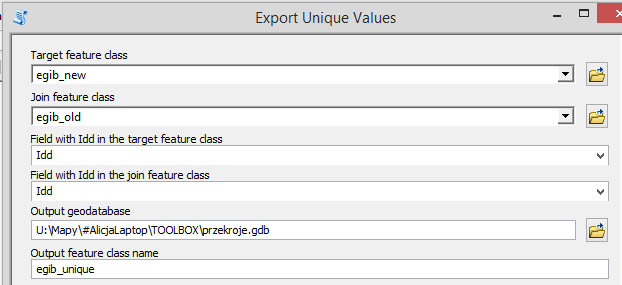 Export Unique Values
Target feature class
egib_new
Join feature class
egib_old
Field with Idd in the target feature class
Idd
Field with Idd in the join feature class
Idd
Output geodatabase
U:\Mapy\#AlicjaLaptop\TOOLBOX\przekroje.gdb
Output feature class name
egib_unique